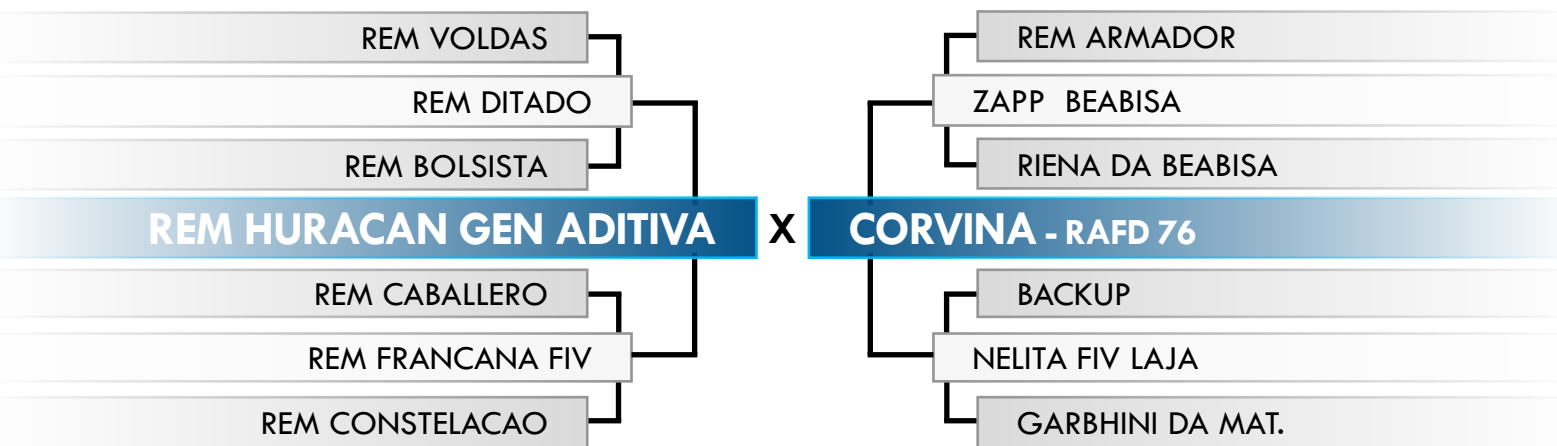 REM VOLDAS
REM DITADO
REM BOLSISTA
REM HURACAN GEN ADITIVA
REM CABALLERO
REM FRANCANA FIV
REM CONSTELACAO
X
REM ARMADOR
ZAPP BEABISA
RIENA DA BEABISA
CORVINA - RAFD 76
BACKUP
NELITA FIV LAJA
GARBHINI DA MAT.